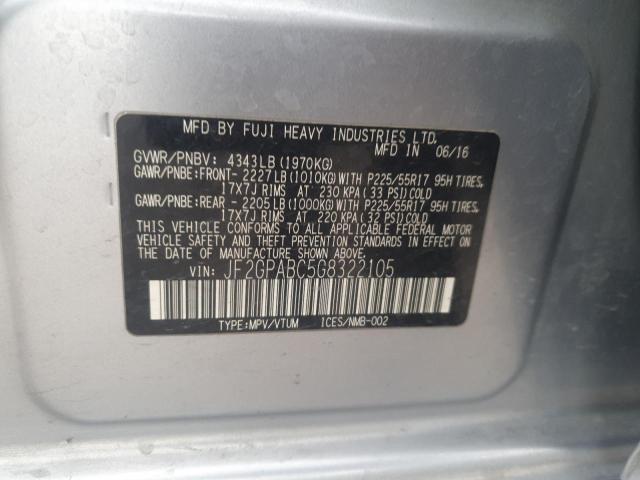 MFD BY FUJI HEAVY INDUSTRIES LTD.
MFD IN 06/16
GVWR/PNBV: 4343LB (1970KG)
GAWR/PNBE: FRONT- 2227LB (1010KG) WITH P225/55R17 95H TIRES,
17X7J RIMS AT 230 KPA (33 PSI) COLD
GAWR/PNBE: REAR - 2205LB (1000KG) WITH P225/55R17 95H TIRES,
17X7J RIMS AT 220 KPA (32 PSI) COLD
THIS VEHICLE CONFORMS TO ALL APPLICABLE FEDERAL MOTOR
VEHICLE SAFETY AND THEFT PREVENTION STANDARDS IN EFFECT ON
THE DATE OF MANUFACTURE SHOWN ABOVE.
VIN: JF2GPABC5G8322105
TYPE:MPV/VTUM ICES/NMB-002